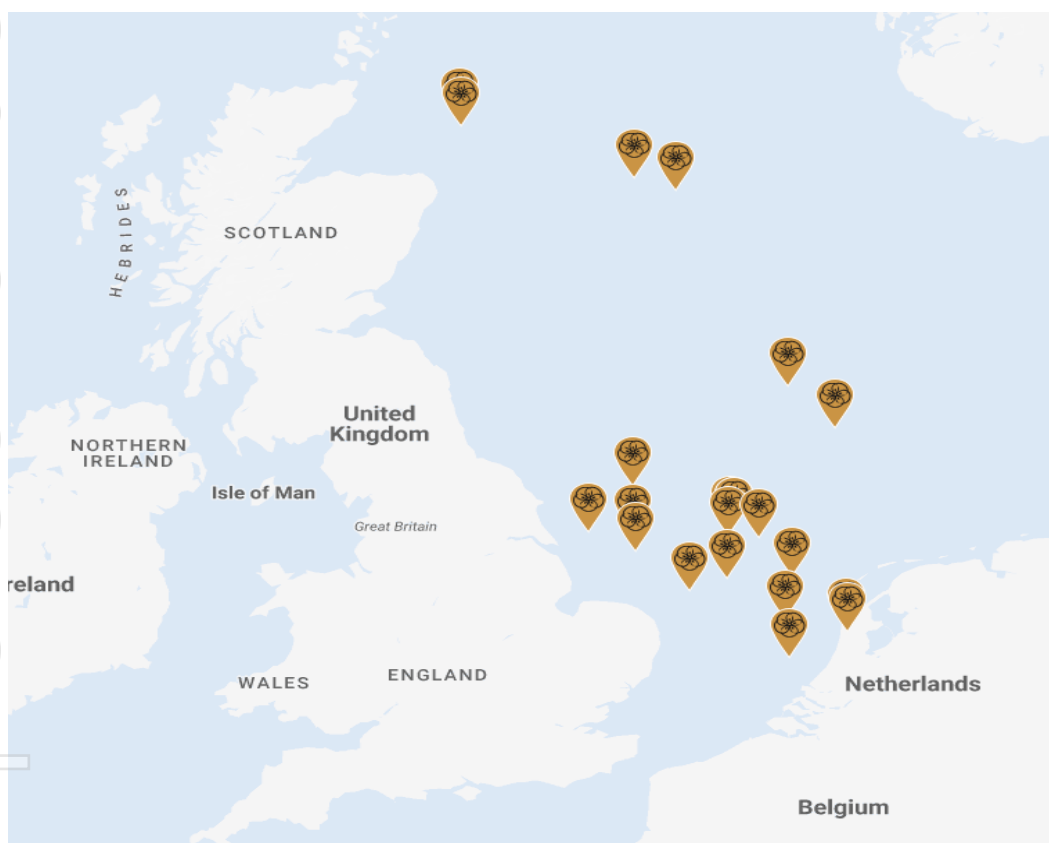 HEBRIDES
SCOTLAND
United
Kingdom
NORTHERN
IRELAND
Isle of Man
Great Britain
reland
WALES
ENGLAND
Netherlands
Belgium